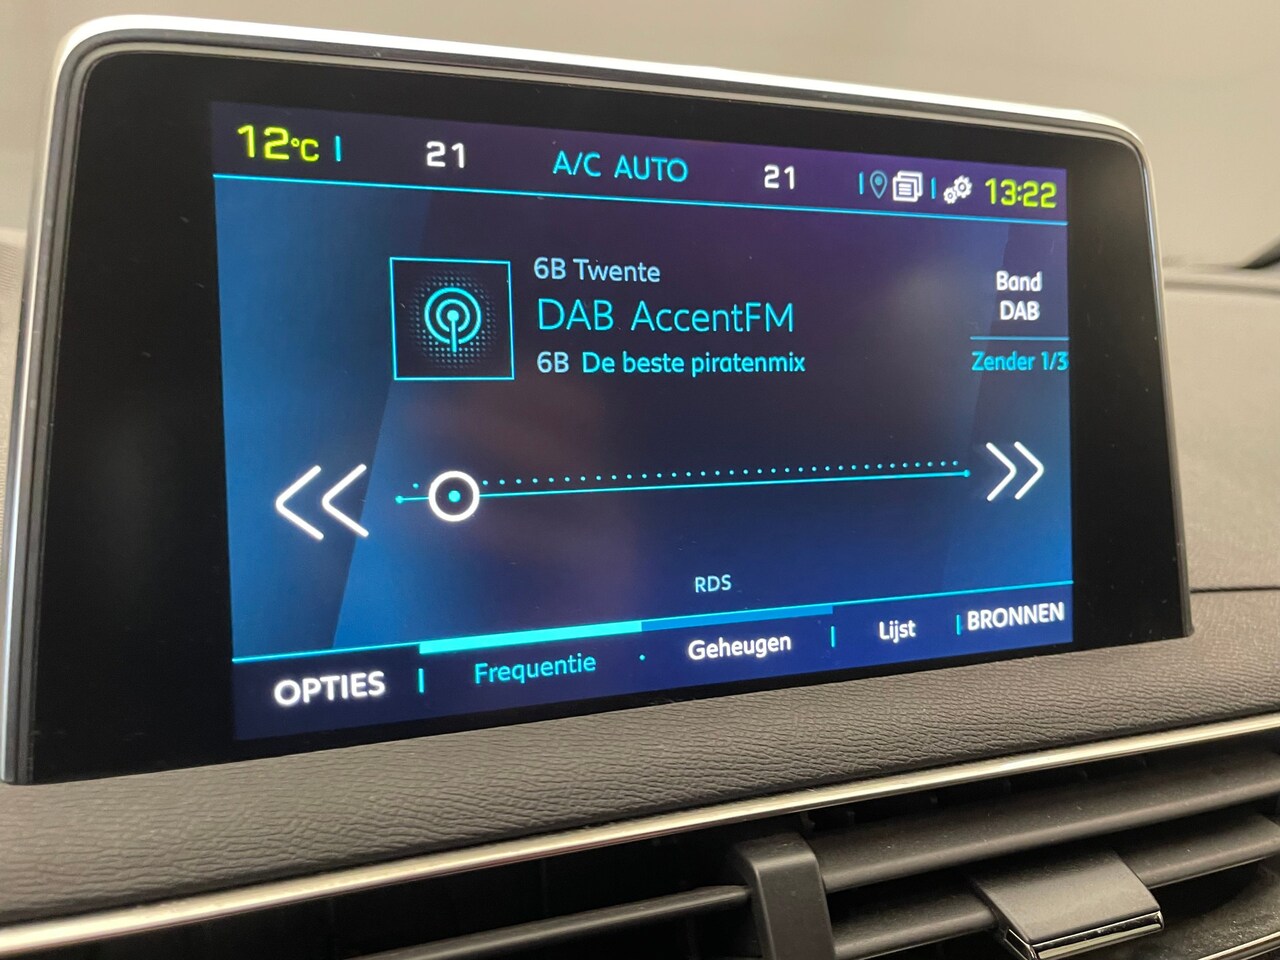 12°C 21 A/C AUTO 21 13:22
6B Twente
DAB AccentFM
6B De beste piratenmix
Band
DAB
Zender 1/3
RDS
OPTIES Frequentie Geheugen Lijst BRONNEN